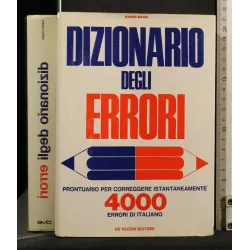 DIZIONARIO
DEGLI
ERRORI
PRONTUARIO PER CORREGGERE ISTANTANEAMENTE
4000
ERRORI DI ITALIANO
DE VECCHI EDITORE
dizionario degli errori